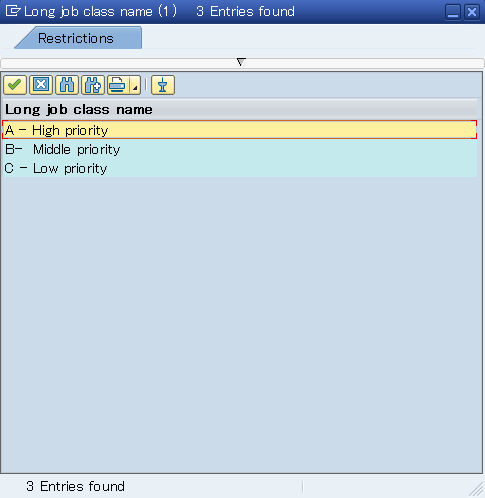 Long job class name (1)    3 Entries found
Restrictions
Long job class name
A - High priority
B-  Middle priority
C - Low priority
3 Entries found